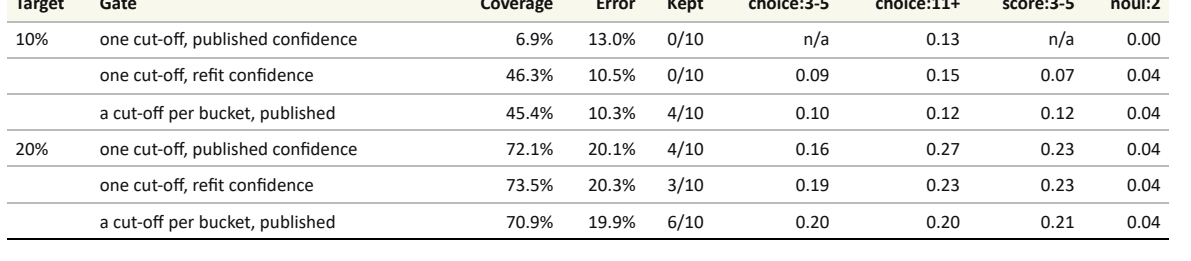 Target Gate Coverage Error Kept choice:3-5 choice:11+ score:3-5 noul:2
10% one cut-off, published confidence 6.9% 13.0% 0/10 n/a 0.13 n/a 0.00
one cut-off, refit confidence 46.3% 10.5% 0/10 0.09 0.15 0.07 0.04
a cut-off per bucket, published 45.4% 10.3% 4/10 0.10 0.12 0.12 0.04
20% one cut-off, published confidence 72.1% 20.1% 4/10 0.16 0.27 0.23 0.04
one cut-off, refit confidence 73.5% 20.3% 3/10 0.19 0.23 0.23 0.04
a cut-off per bucket, published 70.9% 19.9% 6/10 0.20 0.20 0.21 0.04